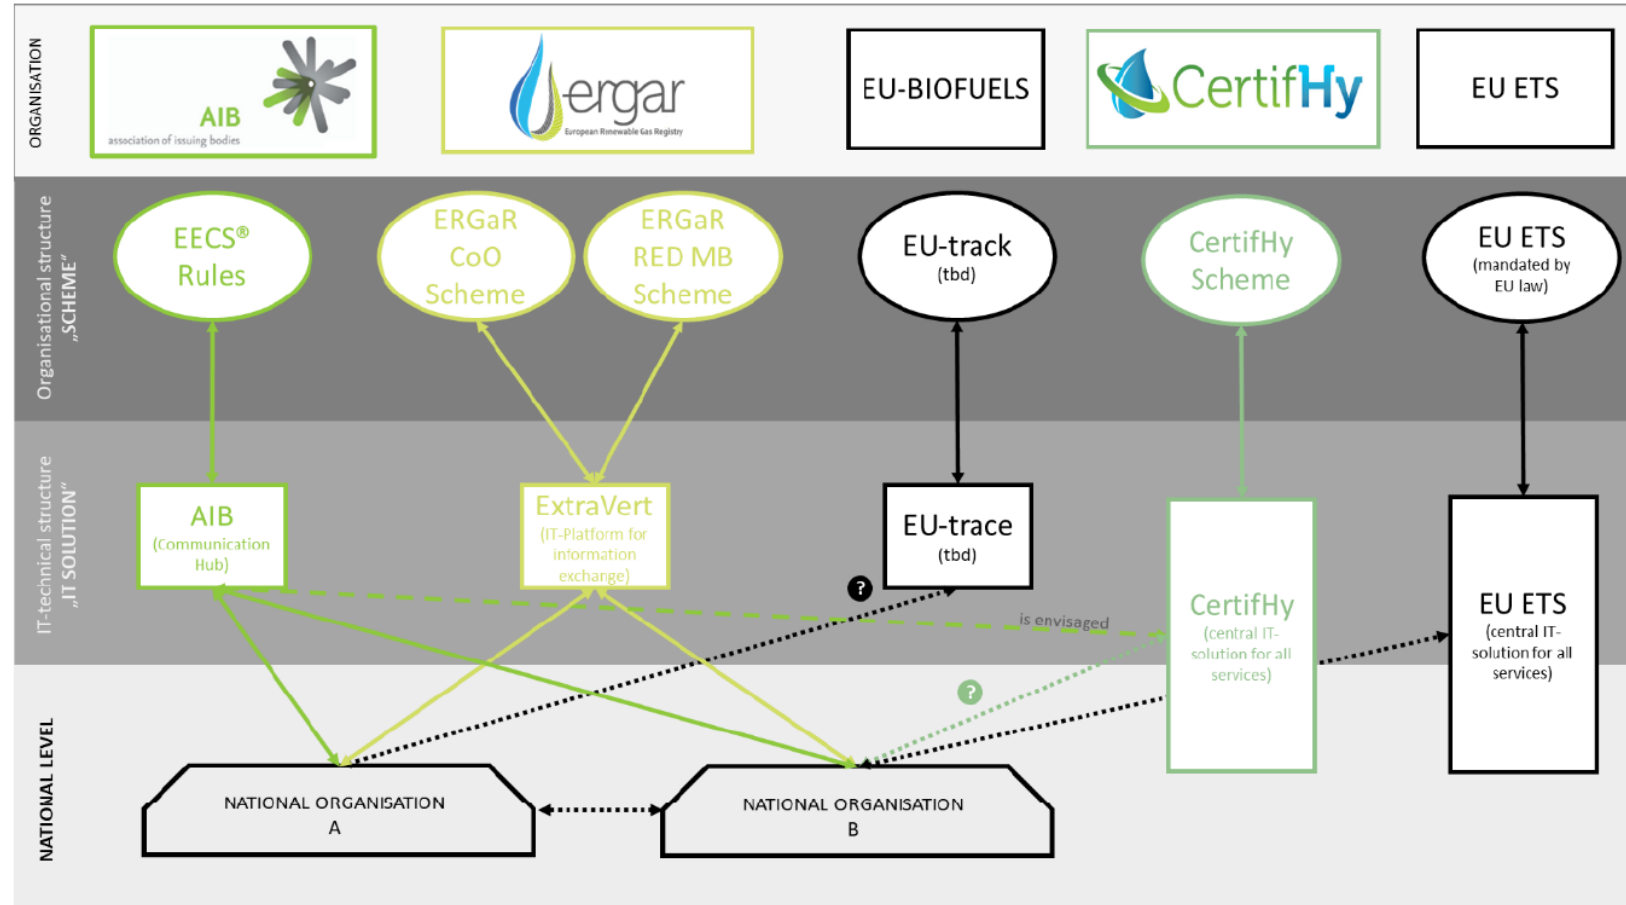 ORGANISATION
AIB
association of issuing bodies
ergar
European Renewable Gas Registry
EU-BIOFUELS
CertifHy
EU ETS
Organisational structure
„SCHEME“
EECS®
Rules
ERGaR
CoO
Scheme
ERGaR
RED MB
Scheme
EU-track
(tbd)
CertifHy
Scheme
EU ETS
(mandated by
EU law)
IT-technical structure
„IT SOLUTION“
AIB
(Communication
Hub)
ExtraVert
(IT-Platform for
information
exchange)
?
EU-trace
(tbd)
is envisaged
CertifHy
(central IT-
solution for all
services)
EU ETS
(central IT-
solution for all
services)
NATIONAL LEVEL
?
NATIONAL ORGANISATION
A
NATIONAL ORGANISATION
B